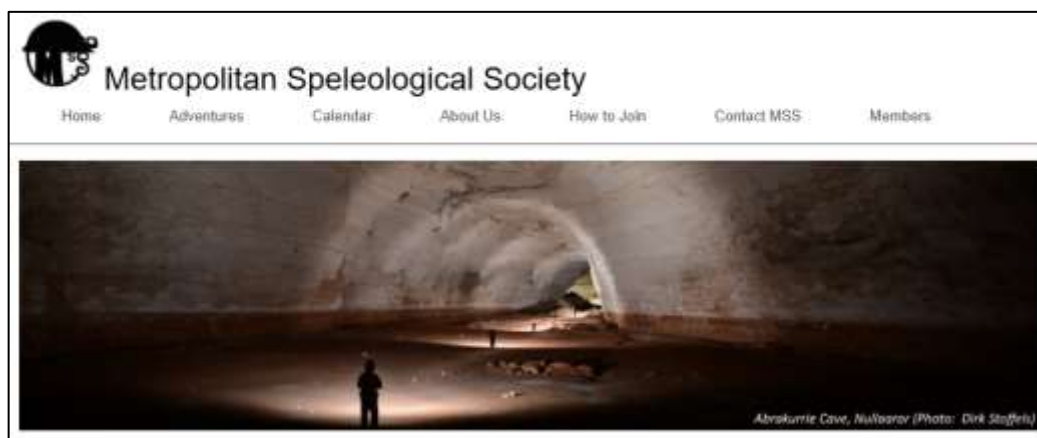 Metropolitan Speleological Society
Home Adventures Calendar About Us How to Join Contact MSS Members
Abrakurrie Cave, Nullarbor (Photo: Dirk Stoffels)